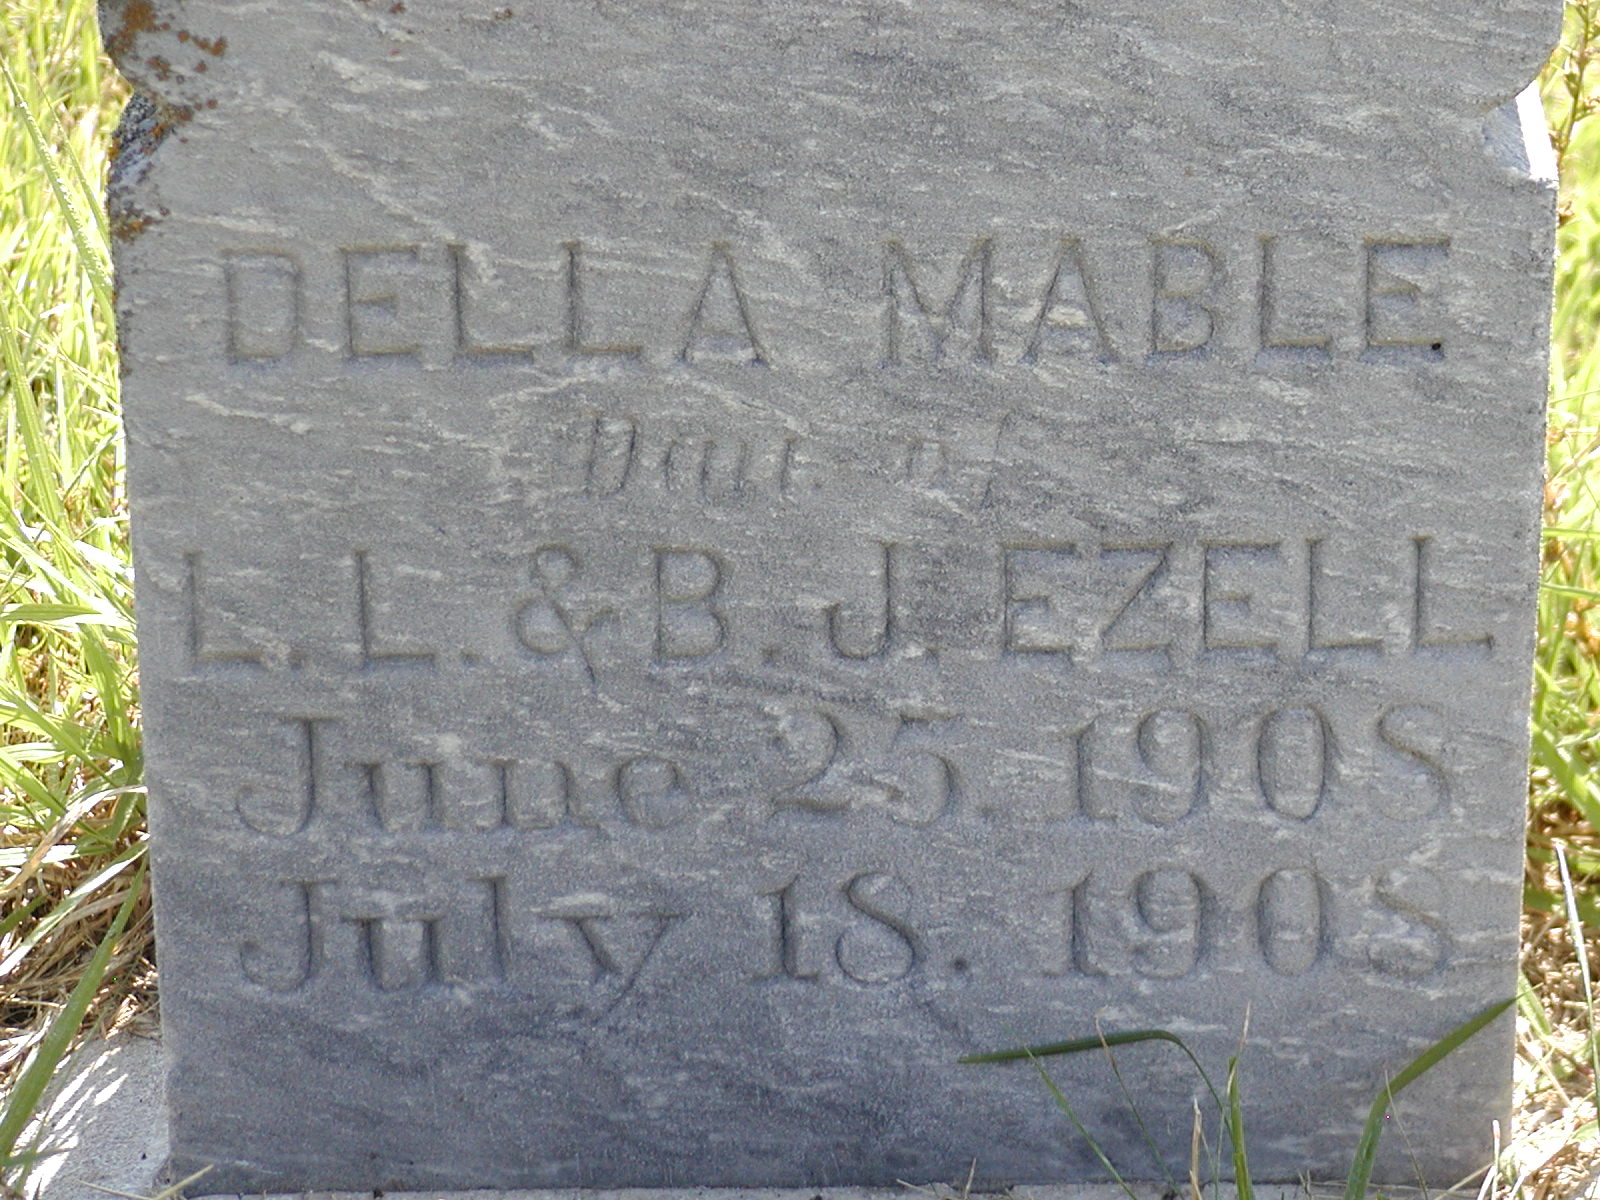 DELLA MABLE
Dau. of
L. L. & B. J. EZELL
June 25. 1908
July 18. 1908